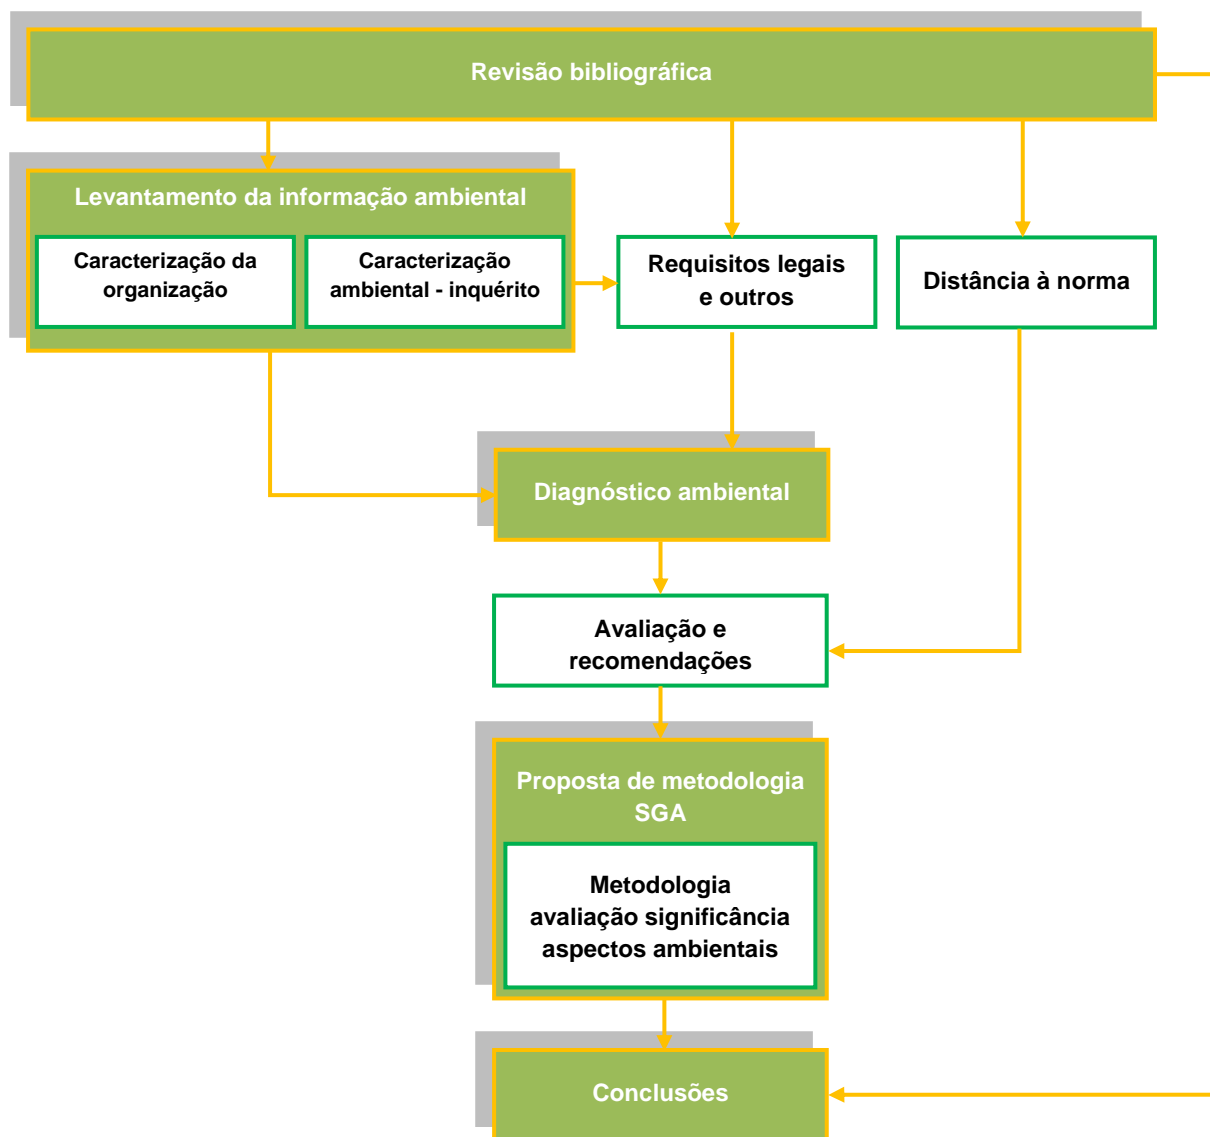 Revisão bibliográfica
Levantamento da informação ambiental
Caracterização da
organização
Caracterização
ambiental - inquérito
Requisitos legais
e outros
Distância à norma
Diagnóstico ambiental
Avaliação e
recomendações
Proposta de metodologia
SGA
Metodologia
avaliação significância
aspectos ambientais
Conclusões